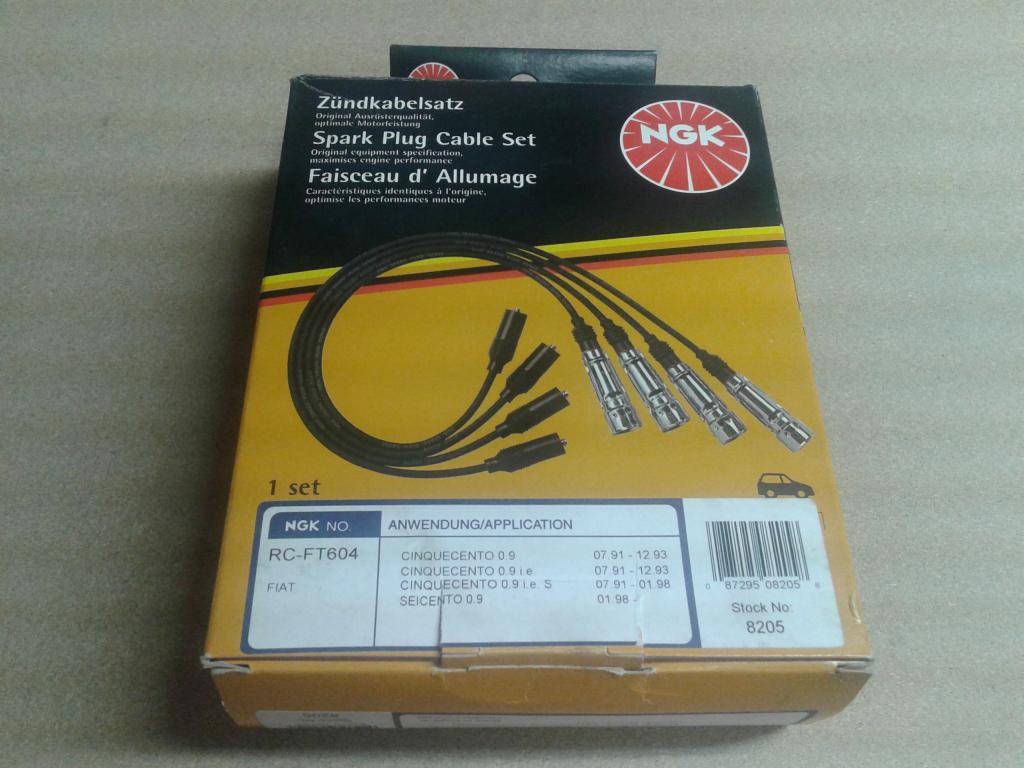 Zündkabelsatz
Original Ausrüsterqualität,
optimale Motorleistung
Spark Plug Cable Set
Original equipment specification,
maximises engine performance
Faisceau d' Allumage
Caractéristiques identiques à l'origine,
optimise les performances moteur
NGK
1 set
NGK NO.
RC-FT604
FIAT
ANWENDUNG/APPLICATION
CINQUECENTO 0.9 07.91 - 12.93
CINQUECENTO 0.9 i.e. 07.91 - 12.93
CINQUECENTO 0.9 i.e. S 07.91 - 01.98
SEICENTO 0.9 01.98 -
0 87295 08205 8
Stock No:
8205
8205